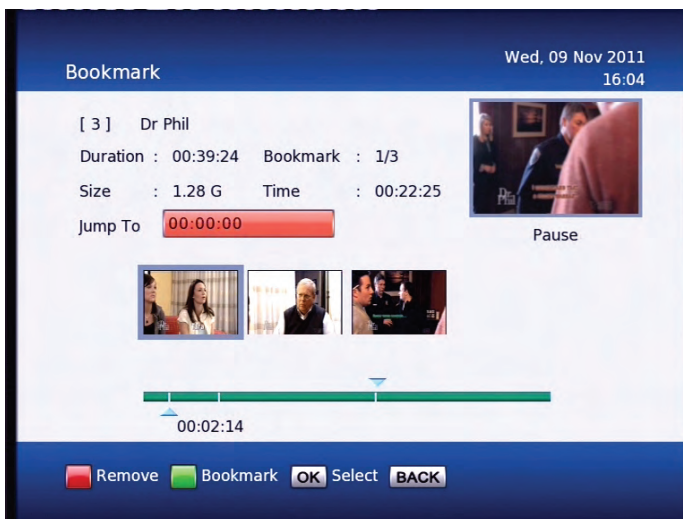 Bookmark
Wed, 09 Nov 2011
16:04
[ 3 ] Dr Phil
Duration : 00:39:24 Bookmark : 1/3
Size : 1.28 G Time : 00:22:25
Jump To 00:00:00
Dr. Phil
Pause
00:02:14
Remove Bookmark OK Select BACK